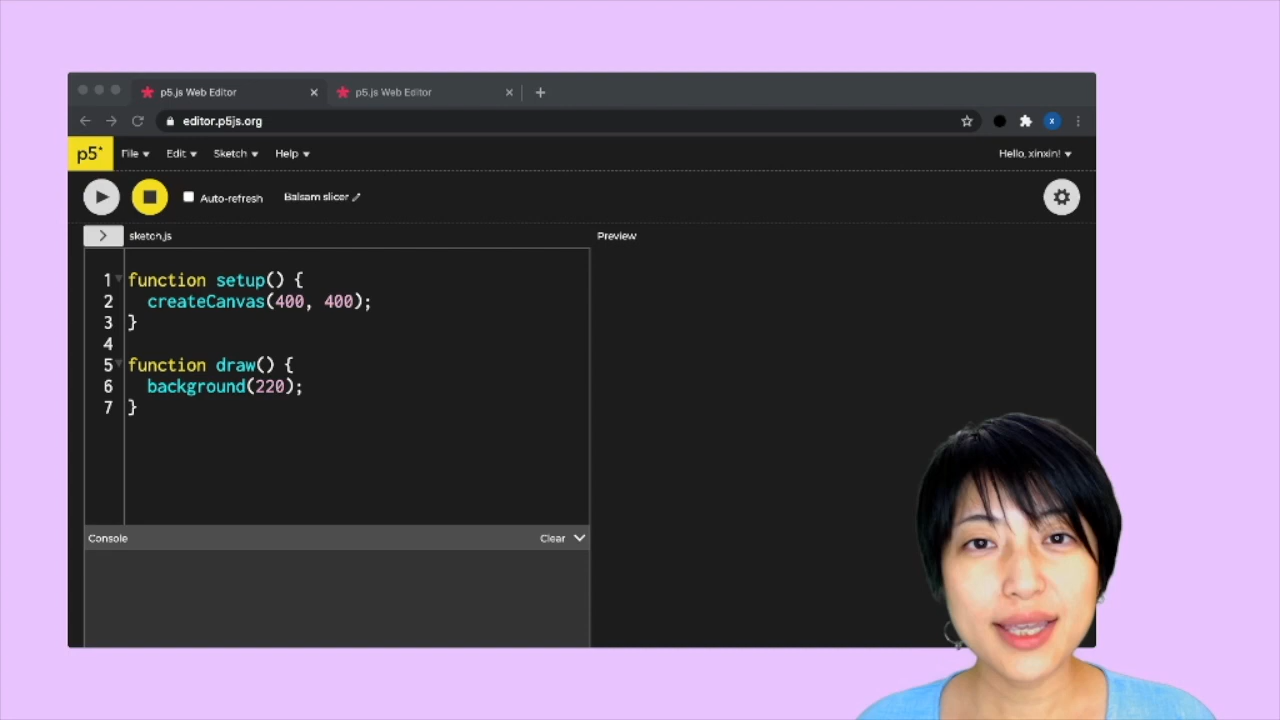 p5.js Web Editor
p5.js Web Editor
editor.p5js.org
x
p5*
File
Edit
Sketch
Help
Hello, xinxin!
Auto-refresh
Balsam slicer
sketch.js
Preview
1 function setup() {
2 createCanvas(400, 400);
3 }
4
5 function draw() {
6 background(220);
7 }
Console
Clear